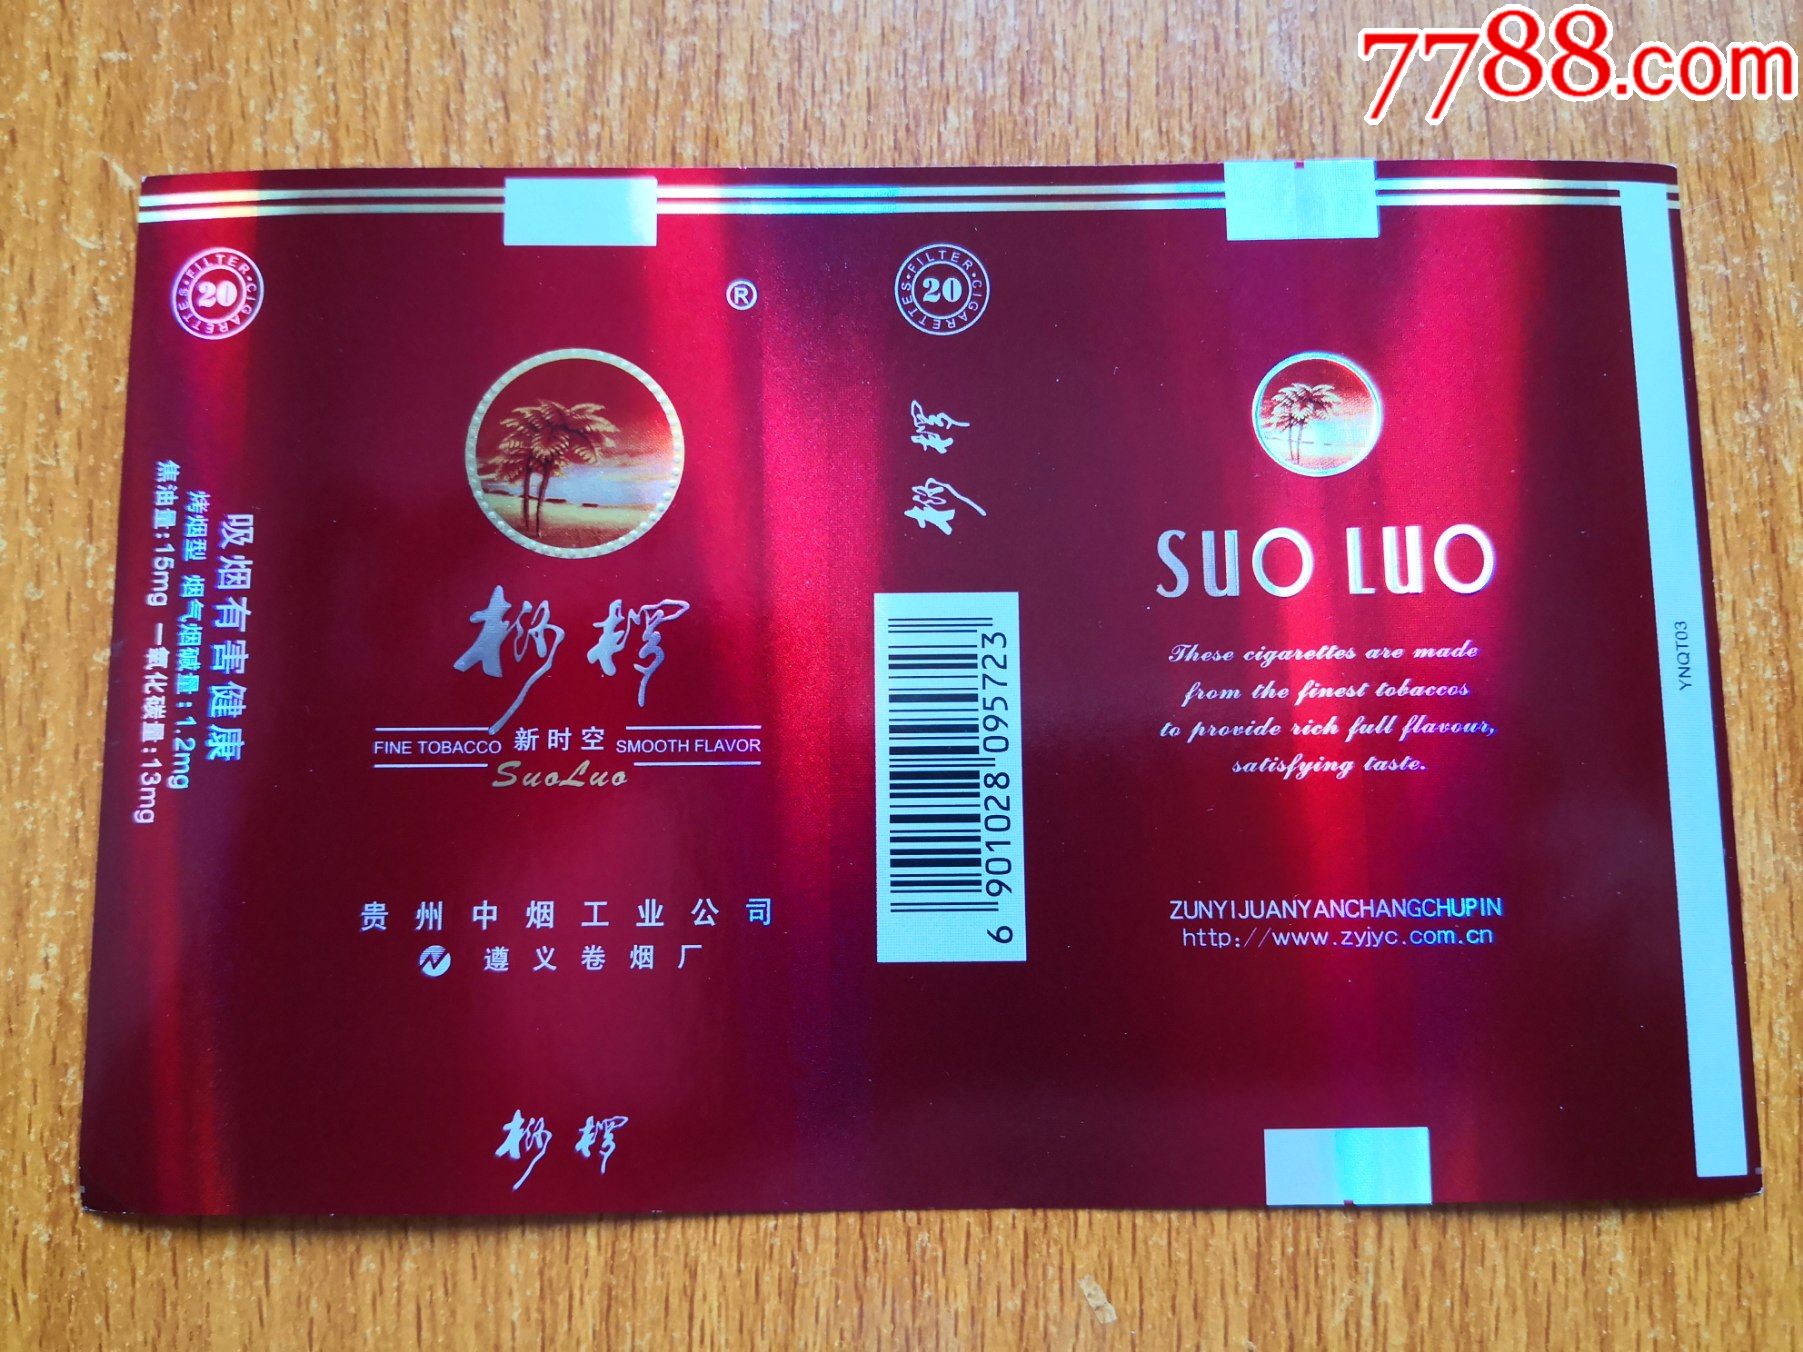 7788.com
FILTER·CIGARETTES
20
吸烟有害健康
烤烟型 烟气烟碱量:1.2mg
焦油量:15mg 一氧化碳量:13mg
®
桫椤
FINE TOBACCO 新时空 SMOOTH FLAVOR
SuoLuo
贵州中烟工业公司
遵义卷烟厂
桫椤
FILTER·CIGARETTES
20
桫椤
6901028095723
SUO LUO
These cigarettes are made
from the finest tobaccos
to provide rich full flavour,
satisfying taste.
ZUNYIJUANYANCHANGCHUPIN
http://www.zyjyc.com.cn
YNQT03